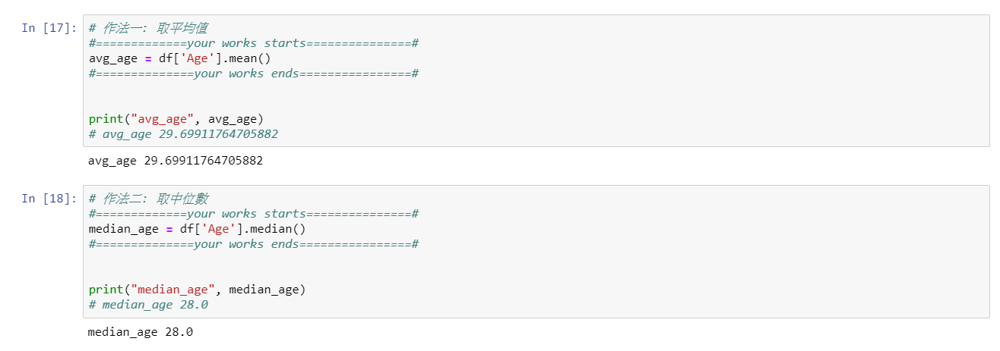 In [17]:
# 作法一: 取平均值
#=============your works starts===============#
avg_age = df['Age'].mean()
#==============your works ends================#
print("avg_age", avg_age)
# avg_age 29.69911764705882
avg_age 29.69911764705882
In [18]:
# 作法二: 取中位數
#=============your works starts===============#
median_age = df['Age'].median()
#==============your works ends================#
print("median_age", median_age)
# median_age 28.0
median_age 28.0